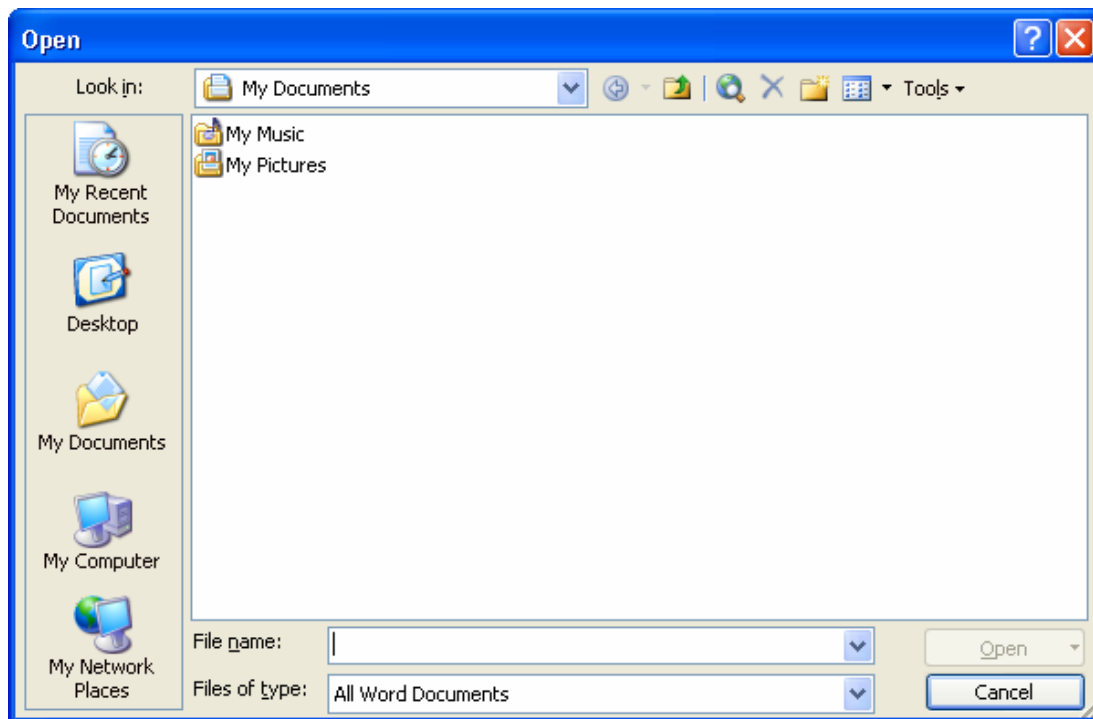 Open
Look in:
My Documents
Tools
My Music
My Pictures
My Recent
Documents
Desktop
My Documents
My Computer
My Network
Places
File name:
Open
Files of type:
All Word Documents
Cancel